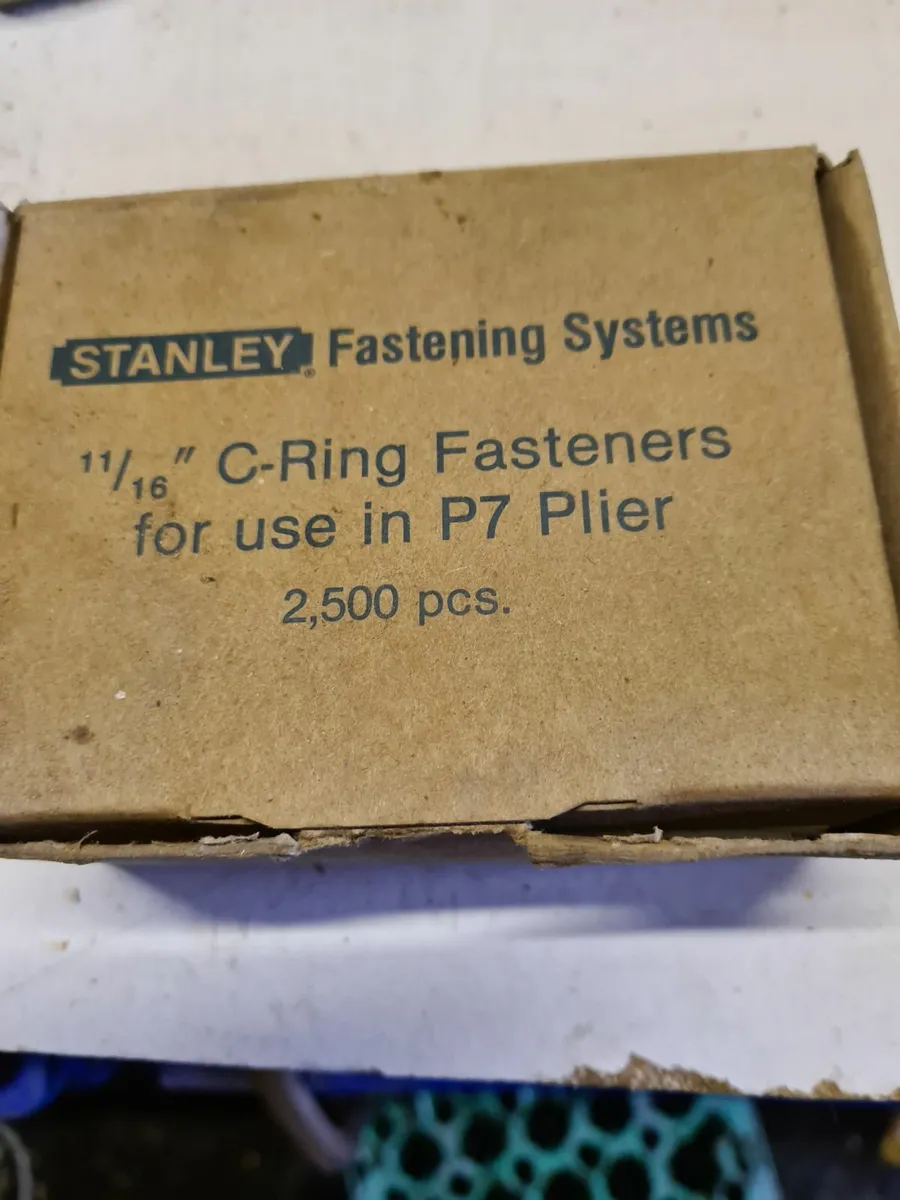 STANLEY® Fastening Systems
11/16" C-Ring Fasteners
for use in P7 Plier
2,500 pcs.